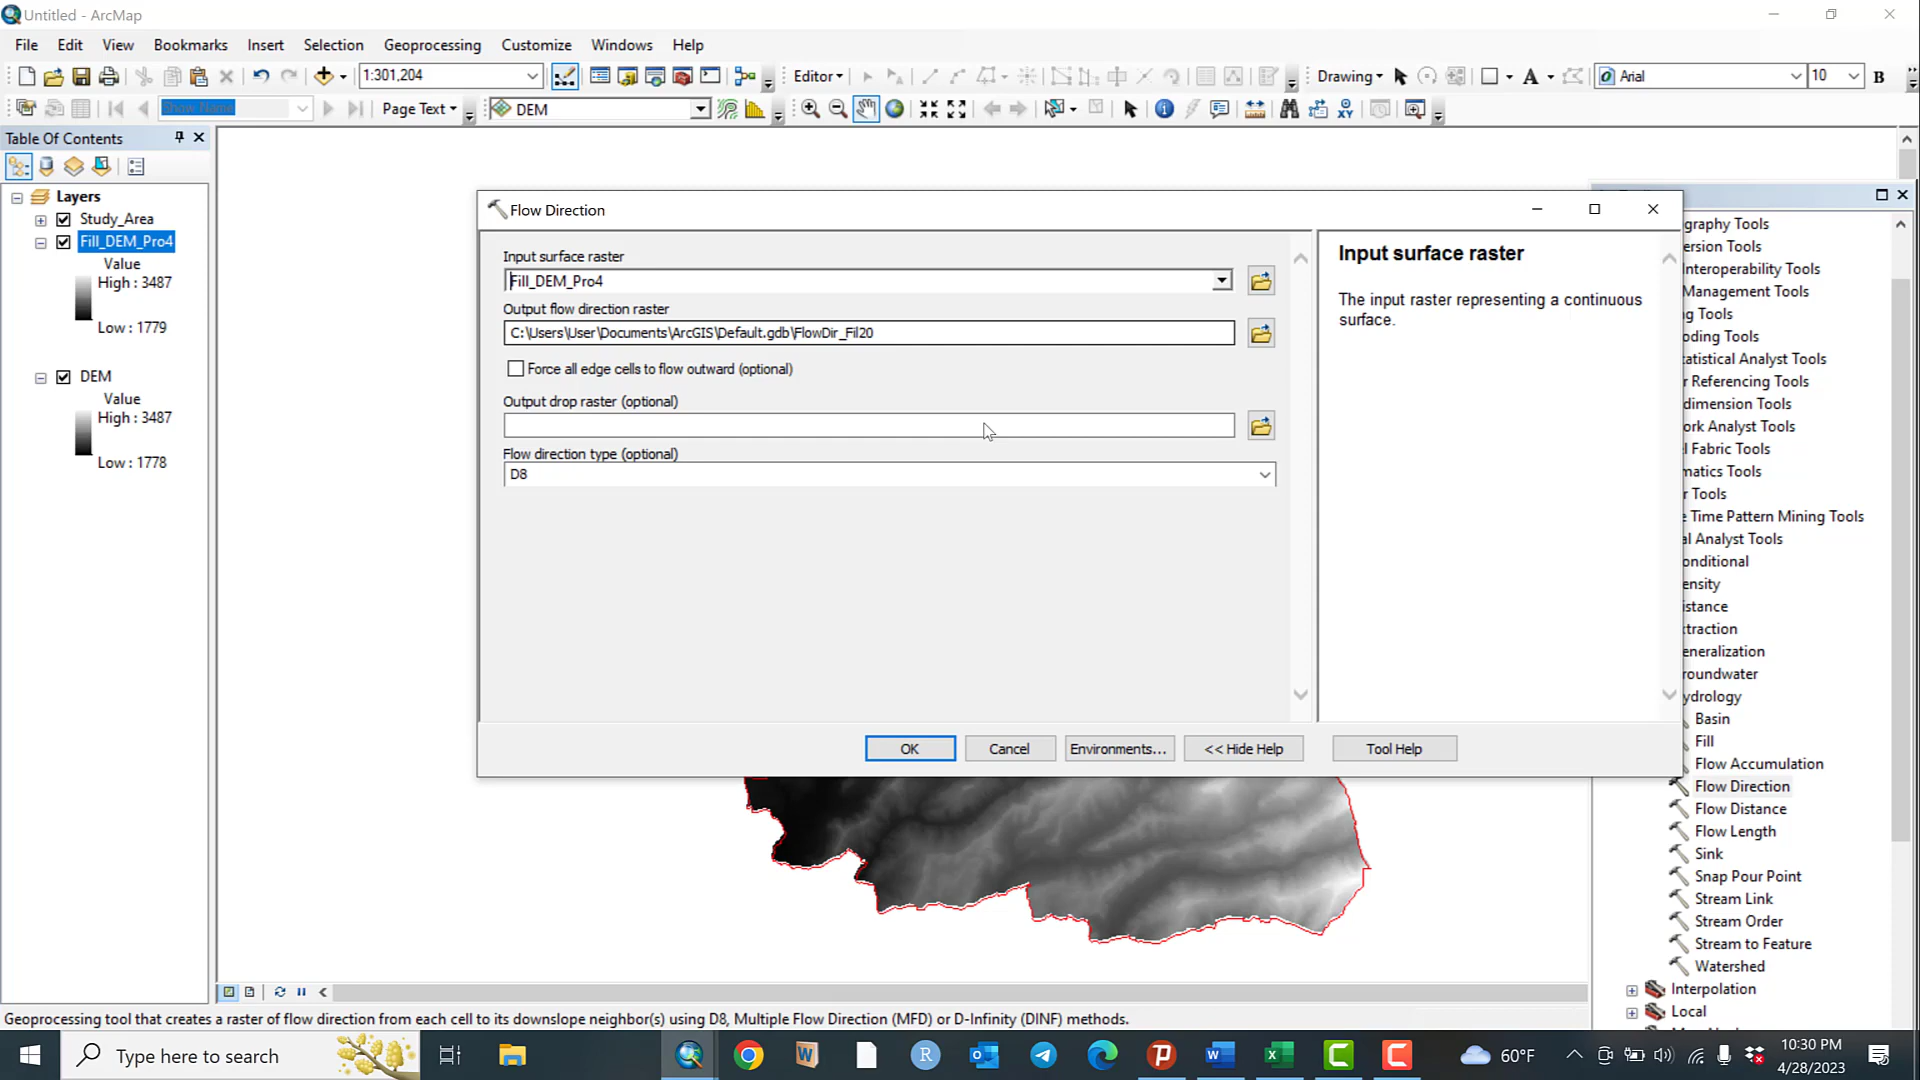 Untitled - ArcMap
File Edit View Bookmarks Insert Selection Geoprocessing Customize Windows Help
1:301,204 Editor Drawing A Arial 10 B
Show Name Page Text DEM
Table Of Contents
Layers
Study_Area
Fill_DEM_Pro4
Value
High : 3487
Low : 1779
DEM
Value
High : 3487
Low : 1778
Flow Direction
Input surface raster
Fill_DEM_Pro4
Output flow direction raster
C:\Users\User\Documents\ArcGIS\Default.gdb\FlowDir_Fil20
Force all edge cells to flow outward (optional)
Output drop raster (optional)
Flow direction type (optional)
D8
OK Cancel Environments... << Hide Help Tool Help
Input surface raster
The input raster representing a continuous
surface.
graphy Tools
ersion Tools
Interoperability Tools
Management Tools
ng Tools
oding Tools
tatistical Analyst Tools
r Referencing Tools
dimension Tools
ork Analyst Tools
el Fabric Tools
matics Tools
r Tools
e Time Pattern Mining Tools
al Analyst Tools
onditional
ensity
istance
xtraction
eneralization
roundwater
ydrology
Basin
Fill
Flow Accumulation
Flow Direction
Flow Distance
Flow Length
Sink
Snap Pour Point
Stream Link
Stream Order
Stream to Feature
Watershed
Interpolation
Local
Geoprocessing tool that creates a raster of flow direction from each cell to its downslope neighbor(s) using D8, Multiple Flow Direction (MFD) or D-Infinity (DINF) methods.
Type here to search
60°F
10:30 PM
4/28/2023